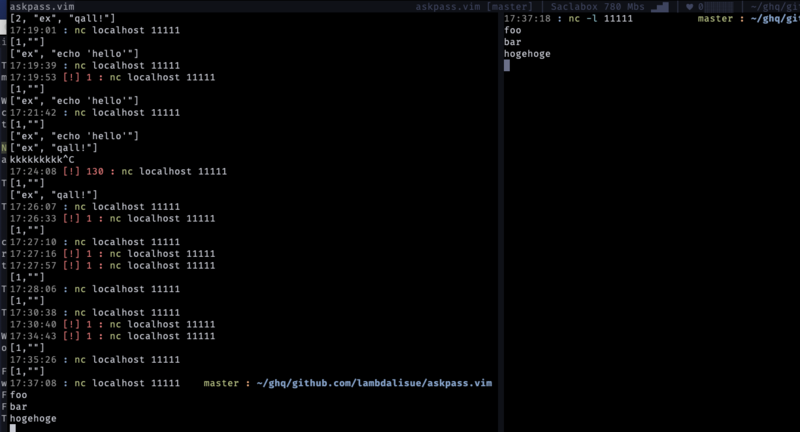 askpass.vim
askpass.vim [master] | Saclabox 780 Mbs | ♥ 0 | ~/ghq/gi
[2, "ex", "qall!"]
17:19:01 : nc localhost 11111
[1,""]
["ex", "echo 'hello'"]
17:19:39 : nc localhost 11111
17:19:53 [!] 1 : nc localhost 11111
[1,""]
["ex", "echo 'hello'"]
17:21:42 : nc localhost 11111
[1,""]
["ex", "echo 'hello'"]
["ex", "qall!"]
kkkkkkkkk^C
17:24:08 [!] 130 : nc localhost 11111
[1,""]
["ex", "qall!"]
17:26:07 : nc localhost 11111
17:26:33 [!] 1 : nc localhost 11111
[1,""]
17:27:10 : nc localhost 11111
17:27:16 [!] 1 : nc localhost 11111
17:27:57 [!] 1 : nc localhost 11111
[1,""]
17:28:06 : nc localhost 11111
[1,""]
17:30:38 : nc localhost 11111
17:30:40 [!] 1 : nc localhost 11111
17:34:43 [!] 1 : nc localhost 11111
[1,""]
17:35:26 : nc localhost 11111
[1,""]
17:37:08 : nc localhost 11111 master : ~/ghq/github.com/lambdalisue/askpass.vim
foo
bar
hogehoge
17:37:18 : nc -l 11111 master : ~/ghq/git
foo
bar
hogehoge